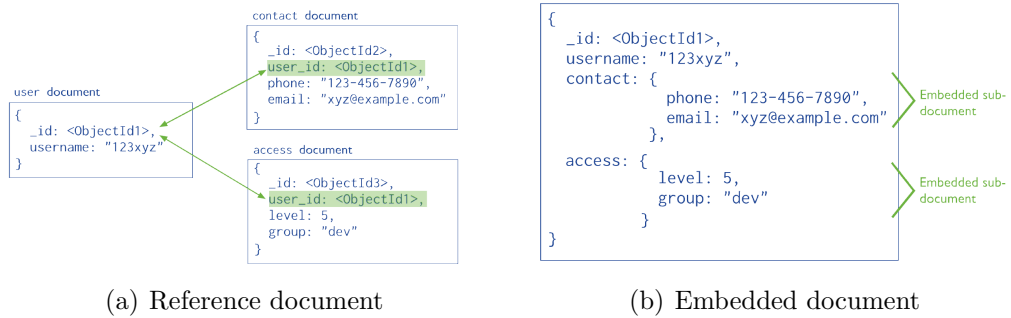 contact document
{
_id: <ObjectId2>,
user_id: <ObjectId1>,
phone: "123-456-7890",
email: "xyz@example.com"
}
user document
{
_id: <ObjectId1>,
username: "123xyz"
}
access document
{
_id: <ObjectId3>,
user_id: <ObjectId1>,
level: 5,
group: "dev"
}
(a) Reference document
{
_id: <ObjectId1>,
username: "123xyz",
contact: {
phone: "123-456-7890",
email: "xyz@example.com"
},
access: {
level: 5,
group: "dev"
}
}
Embedded sub-
document
Embedded sub-
document
(b) Embedded document